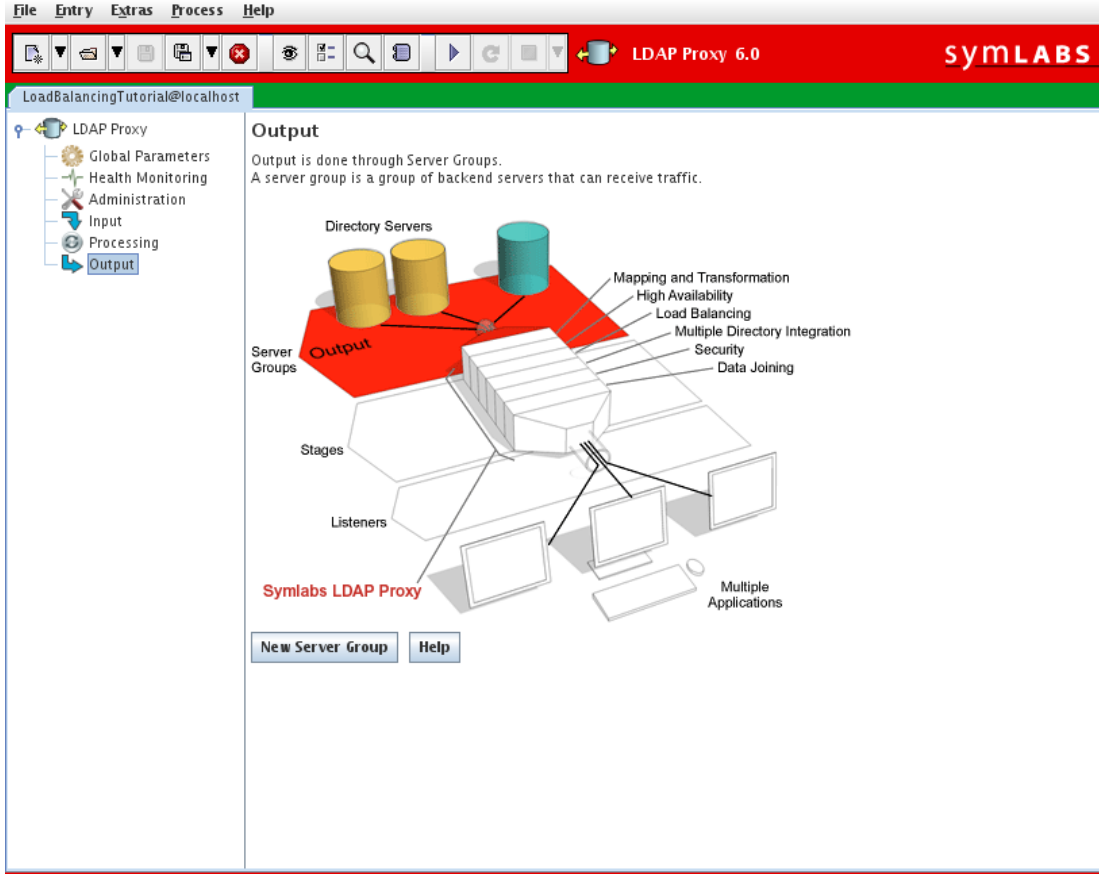 File Entry Extras Process Help
LDAP Proxy 6.0
symLABS
LoadBalancingTutorial@localhost
LDAP Proxy
Global Parameters
Health Monitoring
Administration
Input
Processing
Output
Output
Output is done through Server Groups.
A server group is a group of backend servers that can receive traffic.
Directory Servers
Mapping and Transformation
High Availability
Load Balancing
Multiple Directory Integration
Security
Data Joining
Server
Groups
Output
Stages
Listeners
Symlabs LDAP Proxy
Multiple
Applications
New Server Group
Help